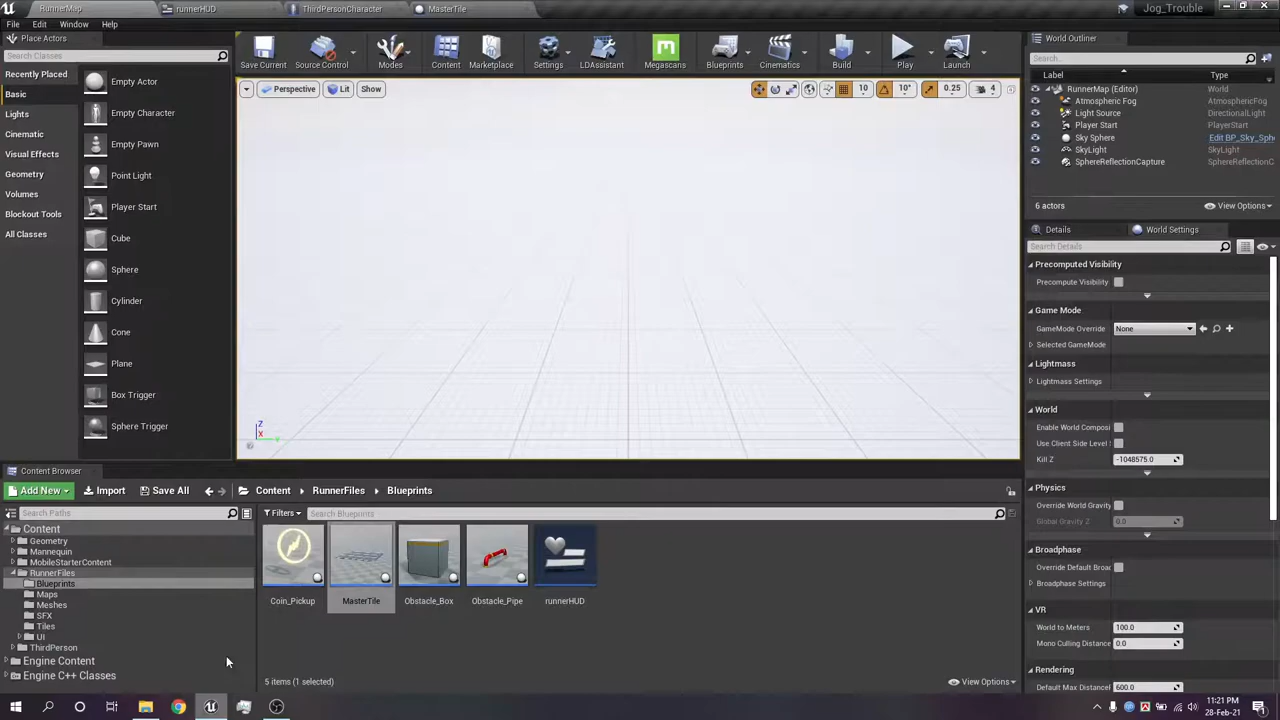 RunnerMap
runnerHUD
ThirdPersonCharacter
MasterTile
Jog_Trouble
File Edit Window Help
Place Actors
Search Classes
Recently Placed
Basic
Lights
Cinematic
Visual Effects
Geometry
Volumes
Blockout Tools
All Classes
Empty Actor
Empty Character
Empty Pawn
Point Light
Player Start
Cube
Sphere
Cylinder
Cone
Plane
Box Trigger
Sphere Trigger
Save Current
Source Control
Modes
Content
Marketplace
Settings
LDAssistant
Megascans
Blueprints
Cinematics
Build
Play
Launch
Perspective
Lit
Show
10
10°
0.25
4
Z
X
World Outliner
Search...
Label Type
RunnerMap (Editor) World
Atmospheric Fog AtmosphericFog
Light Source DirectionalLight
Player Start PlayerStart
Sky Sphere Edit BP_Sky_Sph
SkyLight SkyLight
SphereReflectionCapture SphereReflectionC
6 actors View Options
Details
World Settings
Search Details
Precomputed Visibility
Precompute Visibility
Game Mode
GameMode Override None
Selected GameMode
Lightmass
Lightmass Settings
World
Enable World Composi
Use Client Side Level
Kill Z -1048575.0
Physics
Override World Gravity
Global Gravity Z 0.0
Broadphase
Override Default Broad
Broadphase Settings
VR
World to Meters 100.0
Mono Culling Distance 0.0
Rendering
Default Max Distance 600.0
Content Browser
Add New Import Save All Content RunnerFiles Blueprints
Search Paths
Filters
Search Blueprints
Content
Geometry
Mannequin
MobileStarterContent
RunnerFiles
Blueprints
Maps
Meshes
SFX
Tiles
UI
ThirdPerson
Engine Content
Engine C++ Classes
Coin_Pickup
MasterTile
Obstacle_Box
Obstacle_Pipe
runnerHUD
5 items (1 selected)
View Options
11:21 PM
28-Feb-21